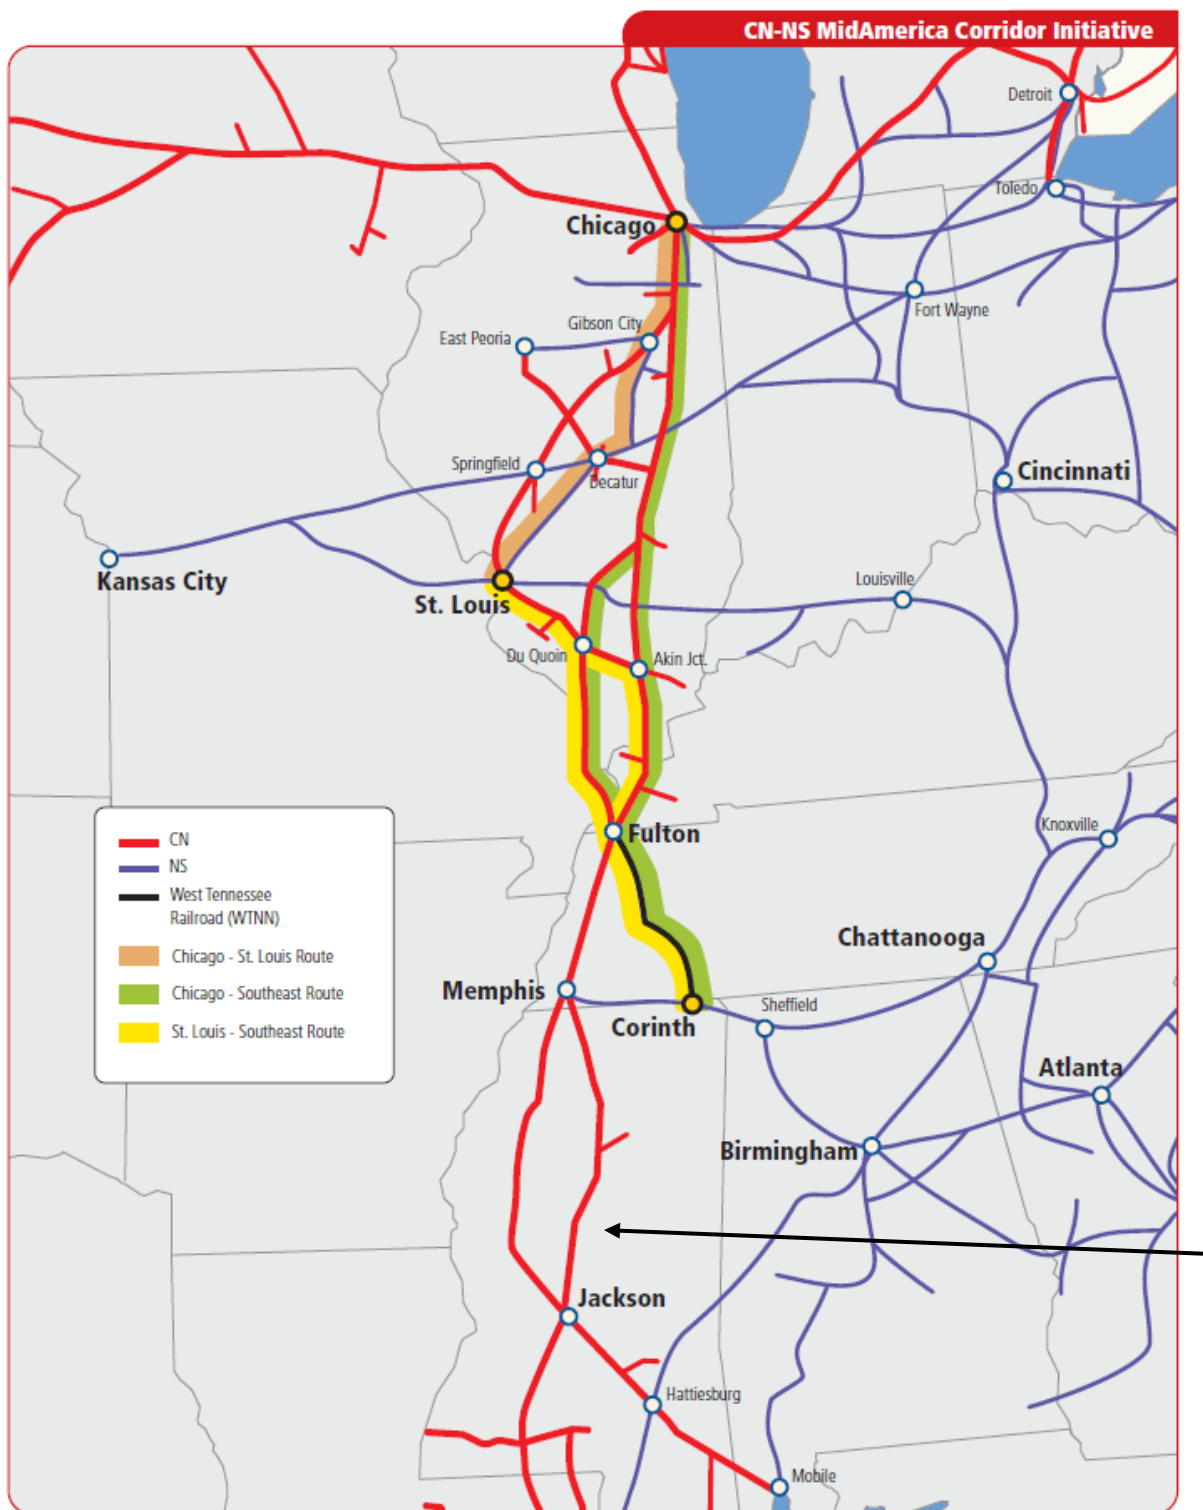 CN-NS MidAmerica Corridor Initiative
Detroit
Toledo
Chicago
Fort Wayne
Gibson City
East Peoria
Springfield
Decatur
Cincinnati
Kansas City
St. Louis
Louisville
Du Quoin
Akin Jct.
Fulton
Knoxville
CN
NS
West Tennessee
Railroad (WTNN)
Chicago - St. Louis Route
Chicago - Southeast Route
St. Louis - Southeast Route
Chattanooga
Memphis
Sheffield
Corinth
Atlanta
Birmingham
Jackson
Hattiesburg
Mobile